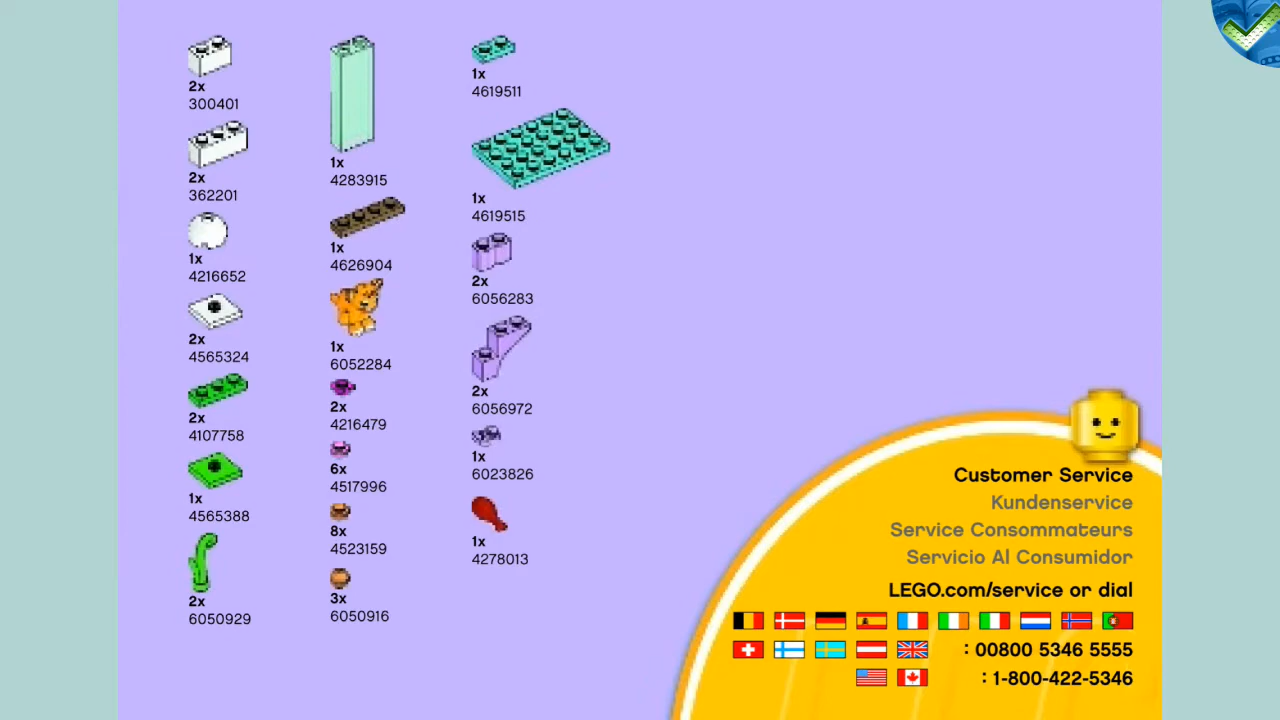 2x
300401
2x
362201
1x
4216652
2x
4565324
2x
4107758
1x
4565388
2x
6050929
1x
4283915
1x
4626904
1x
6052284
2x
4216479
6x
4517996
8x
4523159
3x
6050916
1x
4619511
1x
4619515
2x
6056283
2x
6056972
1x
6023826
1x
4278013
Customer Service
Kundenservice
Service Consommateurs
Servicio Al Consumidor
LEGO.com/service or dial
: 00800 5346 5555
: 1-800-422-5346